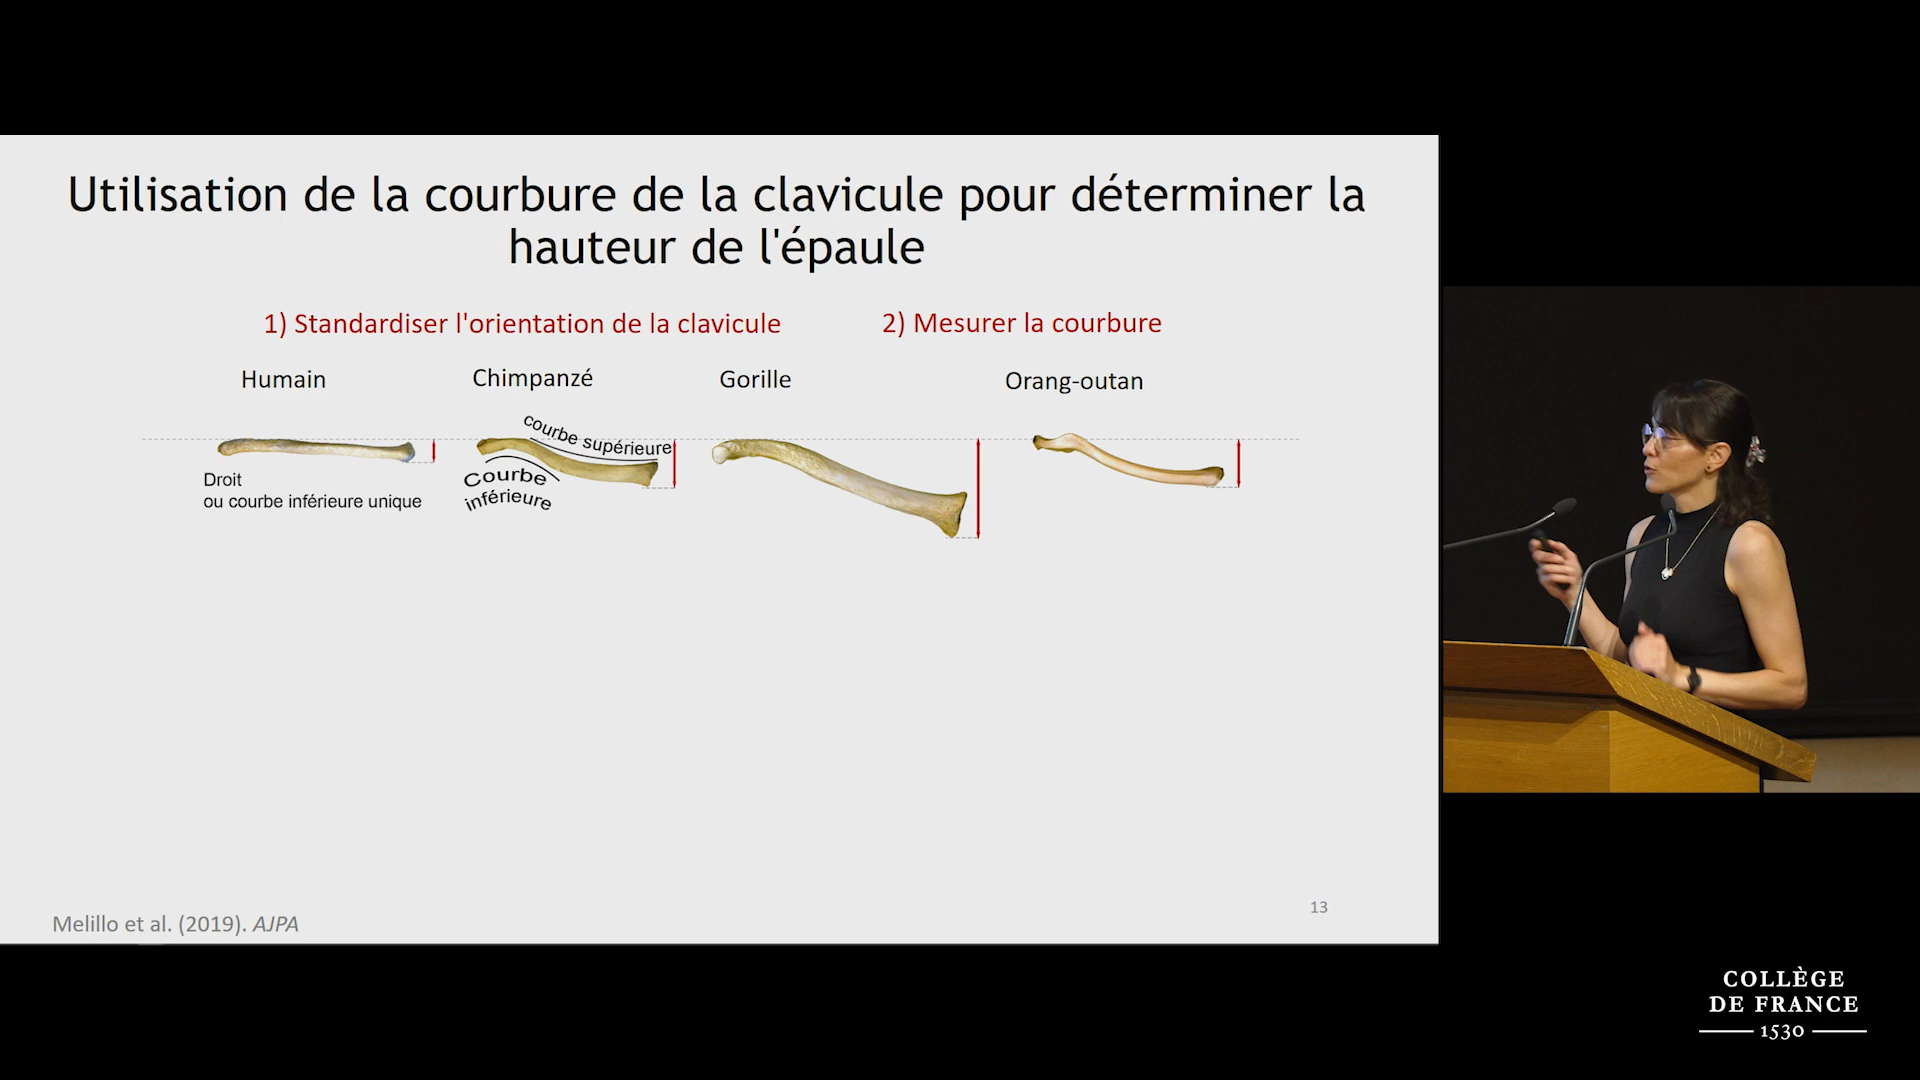 Utilisation de la courbure de la clavicule pour déterminer la
hauteur de l'épaule
1) Standardiser l'orientation de la clavicule
2) Mesurer la courbure
Humain
Chimpanzé
Gorille
Orang-outan
courbe supérieure
Droit
ou courbe inférieure unique
Courbe
inférieure
13
Melillo et al. (2019). AJPA
COLLÈGE
DE FRANCE
1530